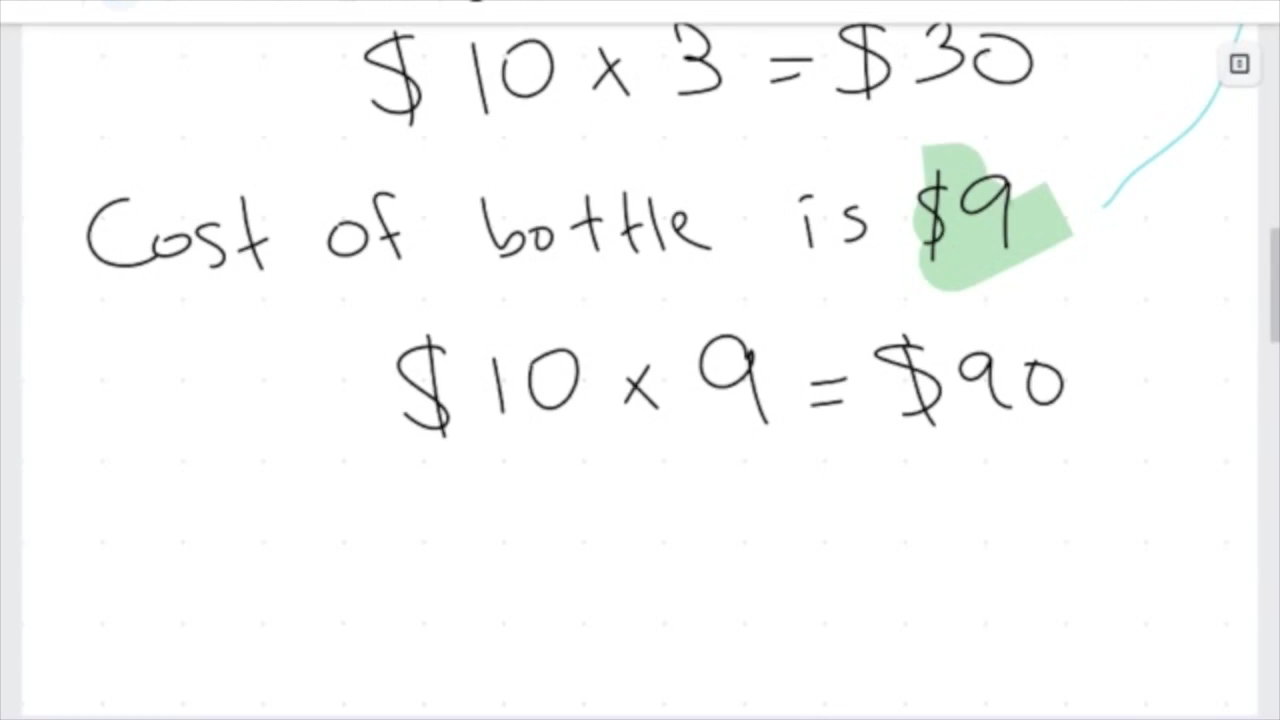 $ 10 x 3 = $ 30
Cost of bottle is $9
$ 10 x 9 = $ 90